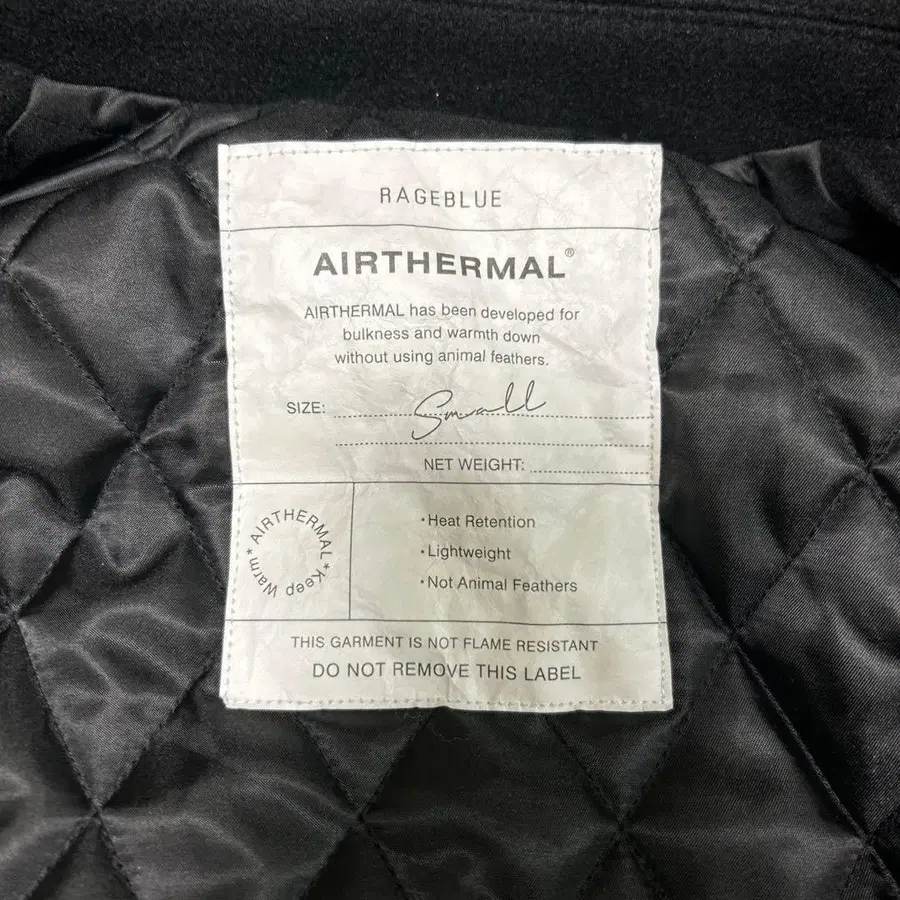 RAGEBLUE
AIRTHERMAL®
AIRTHERMAL has been developed for
bulkness and warmth down
without using animal feathers.
SIZE: Small
NET WEIGHT:
*AIRTHERMAL*Keep Warm
・Heat Retention
・Lightweight
・Not Animal Feathers
THIS GARMENT IS NOT FLAME RESISTANT
DO NOT REMOVE THIS LABEL